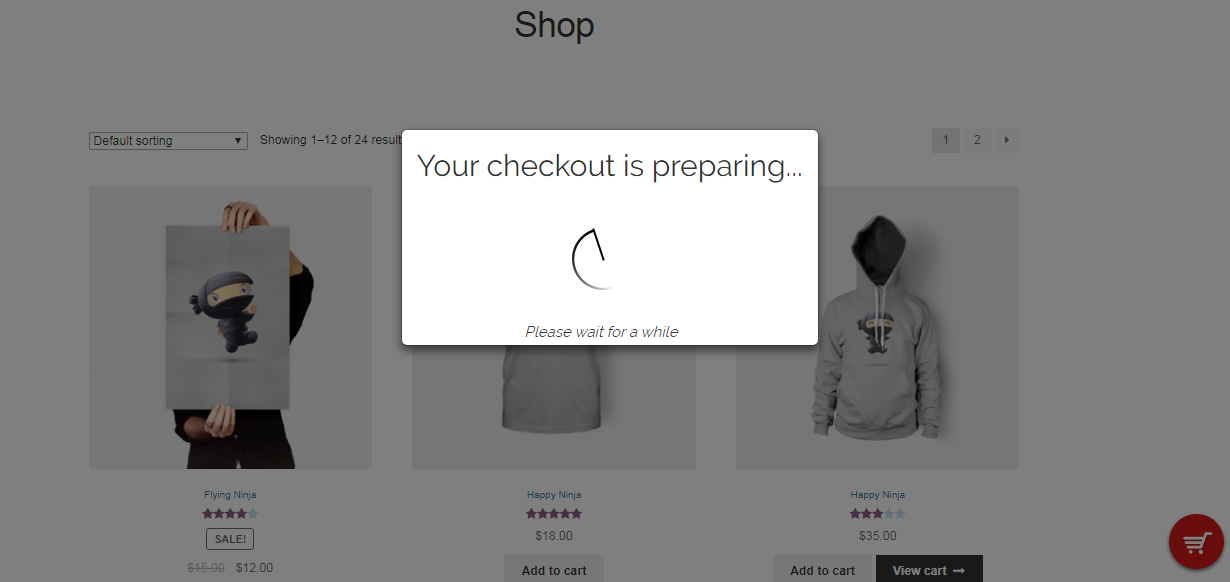 Shop
Default sorting
Showing 1–12 of 24 result
1 2
Your checkout is preparing...
Please wait for a while
Flying Ninja
SALE!
$15.00 $12.00
Happy Ninja
$18.00
Add to cart
Happy Ninja
$35.00
Add to cart View cart →